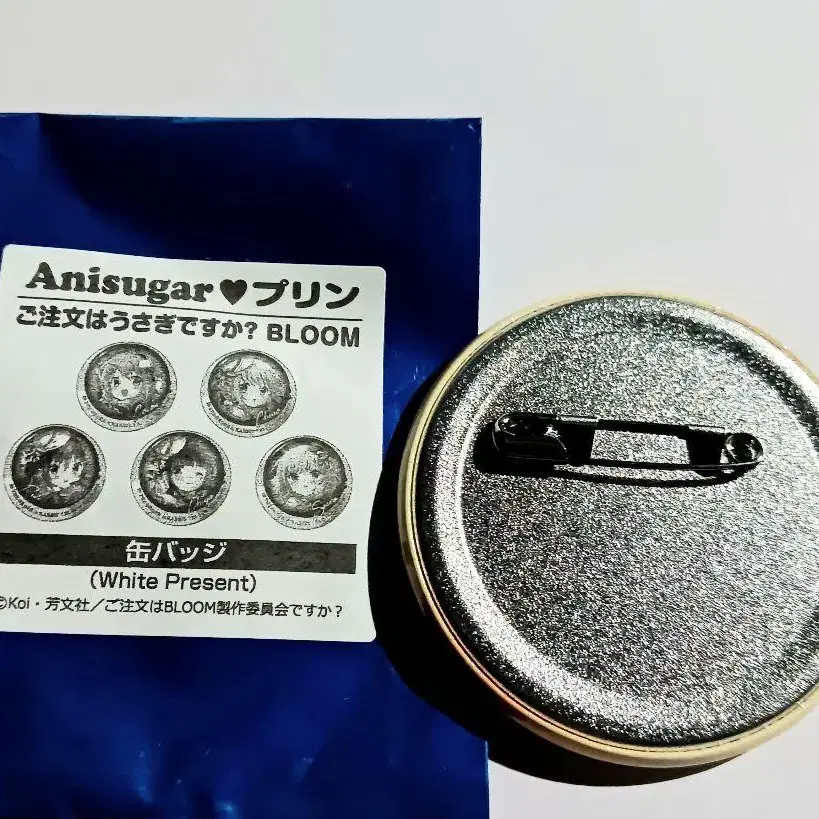 Anisugar♥プリン
ご注文はうさぎですか? BLOOM
缶バッジ
(White Present)
©Koi・芳文社／ご注文はBLOOM製作委員会ですか?